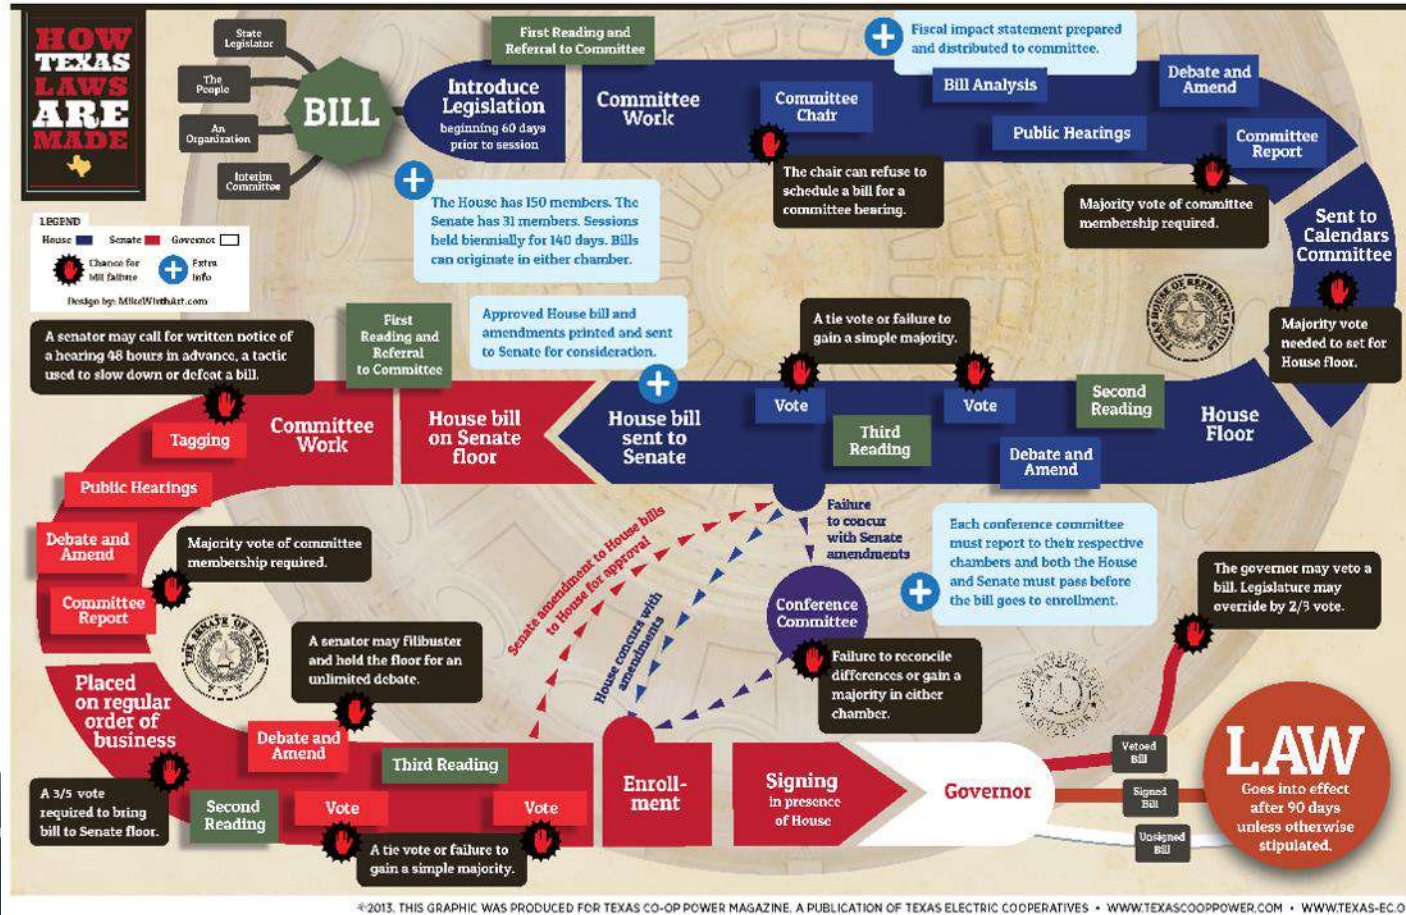 HOW
TEXAS
LAWS
ARE
MADE
State
Legislator
The
People
An
Organization
Interim
Committee
BILL
Introduce
Legislation
beginning 60 days
prior to session
First Reading and
Referral to Committee
Committee
Work
Committee
Chair
The chair can refuse to
schedule a bill for a
committee hearing.
Fiscal impact statement prepared
and distributed to committee.
Bill Analysis
Public Hearings
Debate and
Amend
Committee
Report
Majority vote of committee
membership required.
Sent to
Calendars
Committee
Majority vote
needed to set for
House floor.
The House has 150 members. The
Senate has 31 members. Sessions
held biennially for 140 days. Bills
can originate in either chamber.
LEGEND
House Senate Governor
Chance for
bill failure
Extra
Info
Design by: MikeWirthArt.com
TEXAS HOUSE OF REPRESENTATIVES
House
Floor
Second
Reading
Debate and
Amend
Vote
Third
Reading
Vote
A tie vote or failure to
gain a simple majority.
House bill
sent to
Senate
Approved House bill and
amendments printed and sent
to Senate for consideration.
House bill
on Senate
floor
First
Reading and
Referral
to Committee
Committee
Work
A senator may call for written notice of
a hearing 48 hours in advance, a tactic
used to slow down or defeat a bill.
Tagging
Public Hearings
Debate and
Amend
Committee
Report
Majority vote of committee
membership required.
THE SENATE OF TEXAS
Placed
on regular
order of
business
A 3/5 vote
required to bring
bill to Senate floor.
Second
Reading
Debate and
Amend
A senator may filibuster
and hold the floor for an
unlimited debate.
Vote
Third Reading
Vote
A tie vote or failure to
gain a simple majority.
Senate amendment to House bills
to House for approval
House concurs with
amendments
Failure
to concur
with Senate
amendments
Conference
Committee
Each conference committee
must report to their respective
chambers and both the House
and Senate must pass before
the bill goes to enrollment.
Failure to reconcile
differences or gain a
majority in either
chamber.
Enroll-
ment
Signing
in presence
of House
Governor
The governor may veto a
bill. Legislature may
override by 2/3 vote.
Vetoed
Bill
Signed
Bill
Unsigned
Bill
LAW
Goes into effect
after 90 days
unless otherwise
stipulated.
©2013, THIS GRAPHIC WAS PRODUCED FOR TEXAS CO-OP POWER MAGAZINE, A PUBLICATION OF TEXAS ELECTRIC COOPERATIVES • WWW.TEXASCOOPPOWER.COM • WWW.TEXAS-EC.O